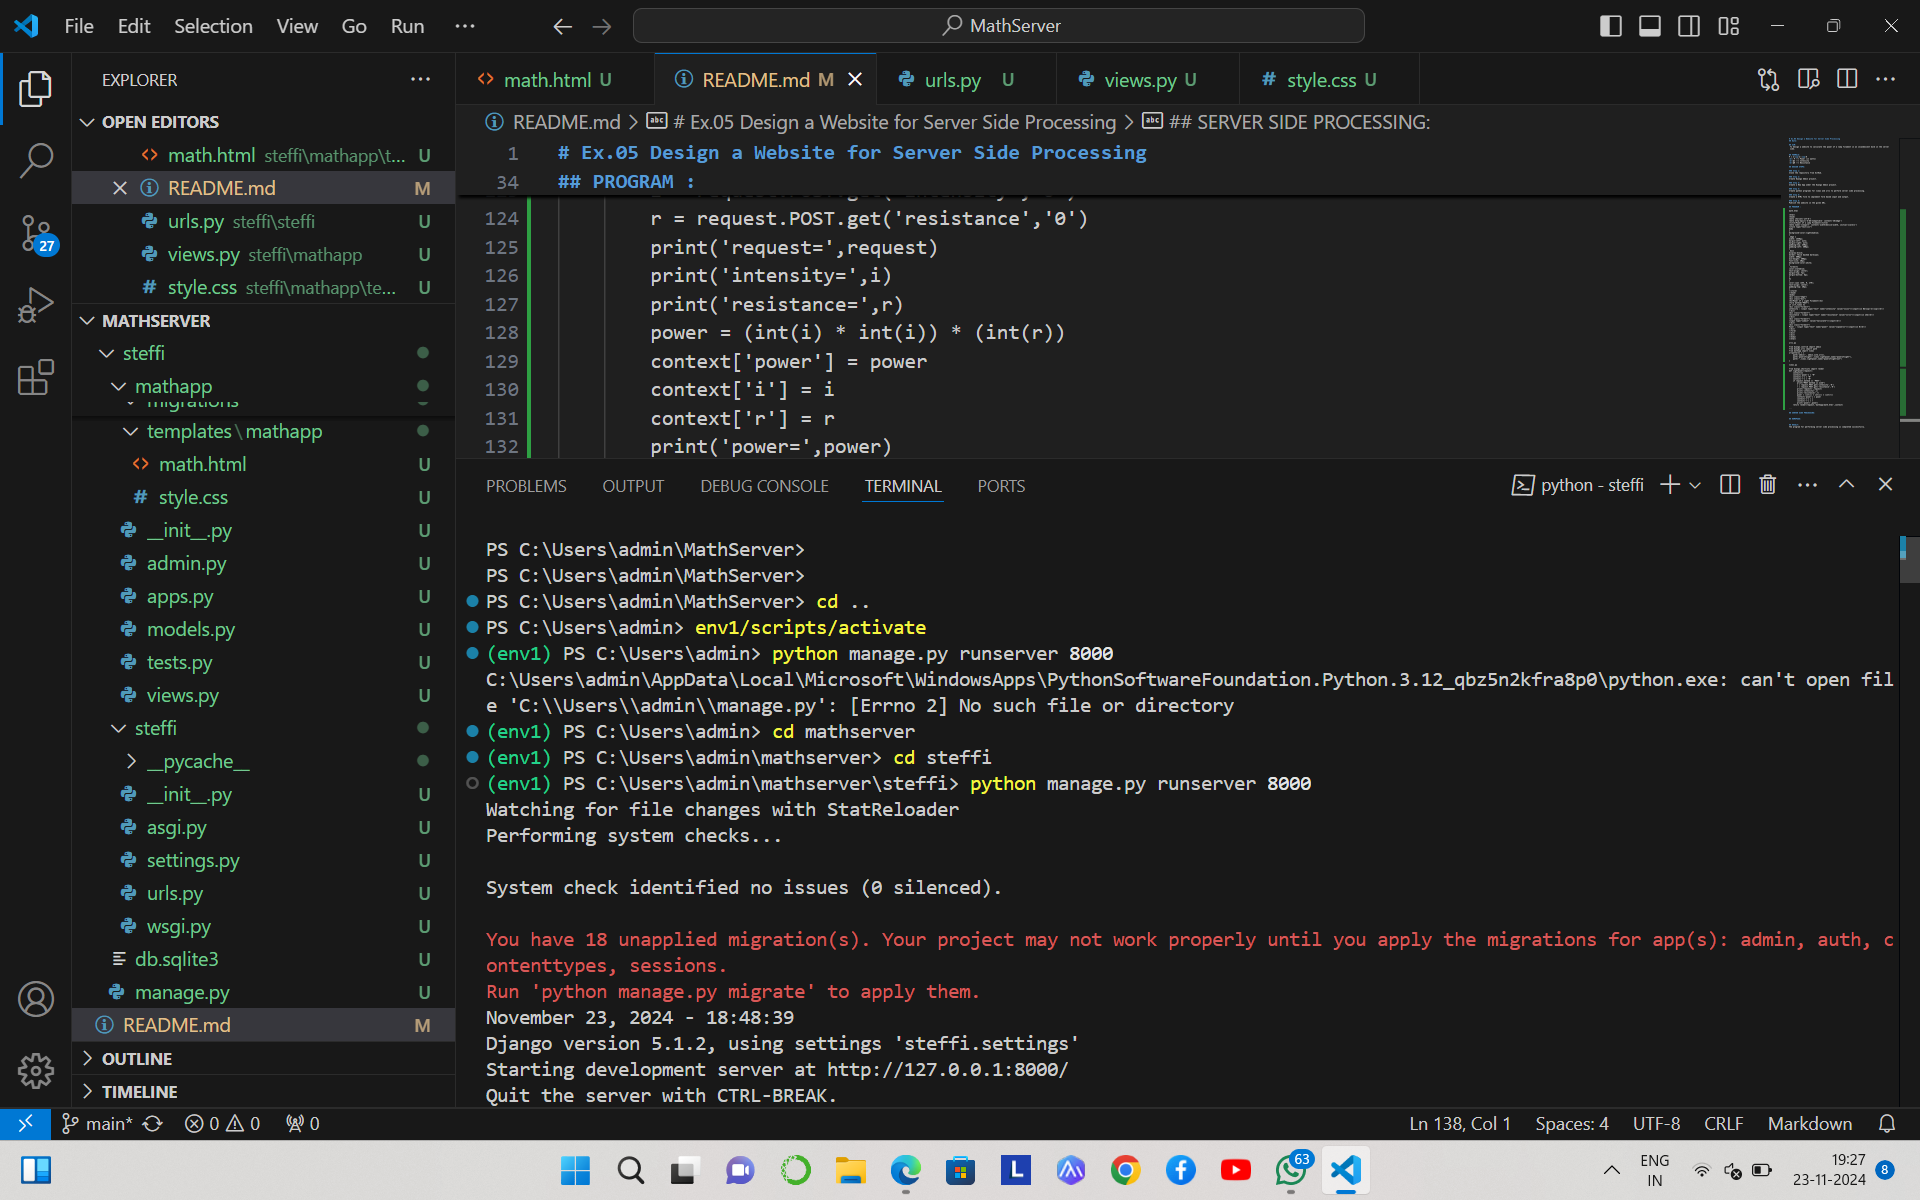 File Edit Selection View Go Run ···
MathServer
EXPLORER
OPEN EDITORS
math.html steffi\mathapp\t... U
README.md M
urls.py steffi\steffi U
views.py steffi\mathapp U
style.css steffi\mathapp\te... U
27
MATHSERVER
steffi
mathapp
migrations
templates\mathapp
math.html U
style.css U
__init__.py U
admin.py U
apps.py U
models.py U
tests.py U
views.py U
steffi
__pycache__
__init__.py U
asgi.py U
settings.py U
urls.py U
wsgi.py U
db.sqlite3 U
manage.py U
README.md M
OUTLINE
TIMELINE
math.html U README.md M urls.py U views.py U style.css U
README.md > # Ex.05 Design a Website for Server Side Processing > ## SERVER SIDE PROCESSING:
1 # Ex.05 Design a Website for Server Side Processing
34 ## PROGRAM :
124 r = request.POST.get('resistance','0')
125 print('request=',request)
126 print('intensity=',i)
127 print('resistance=',r)
128 power = (int(i) * int(i)) * (int(r))
129 context['power'] = power
130 context['i'] = i
131 context['r'] = r
132 print('power=',power)
PROBLEMS OUTPUT DEBUG CONSOLE TERMINAL PORTS
python - steffi
PS C:\Users\admin\MathServer>
PS C:\Users\admin\MathServer>
PS C:\Users\admin\MathServer> cd ..
PS C:\Users\admin> env1/scripts/activate
(env1) PS C:\Users\admin> python manage.py runserver 8000
C:\Users\admin\AppData\Local\Microsoft\WindowsApps\PythonSoftwareFoundation.Python.3.12_qbz5n2kfra8p0\python.exe: can't open fil
e 'C:\\Users\\admin\\manage.py': [Errno 2] No such file or directory
(env1) PS C:\Users\admin> cd mathserver
(env1) PS C:\Users\admin\mathserver> cd steffi
(env1) PS C:\Users\admin\mathserver\steffi> python manage.py runserver 8000
Watching for file changes with StatReloader
Performing system checks...
System check identified no issues (0 silenced).
You have 18 unapplied migration(s). Your project may not work properly until you apply the migrations for app(s): admin, auth, c
ontenttypes, sessions.
Run 'python manage.py migrate' to apply them.
November 23, 2024 - 18:48:39
Django version 5.1.2, using settings 'steffi.settings'
Starting development server at http://127.0.0.1:8000/
Quit the server with CTRL-BREAK.
main* 0 0 0
Ln 138, Col 1 Spaces: 4 UTF-8 CRLF Markdown
L
63
ENG
IN
19:27
23-11-2024
8